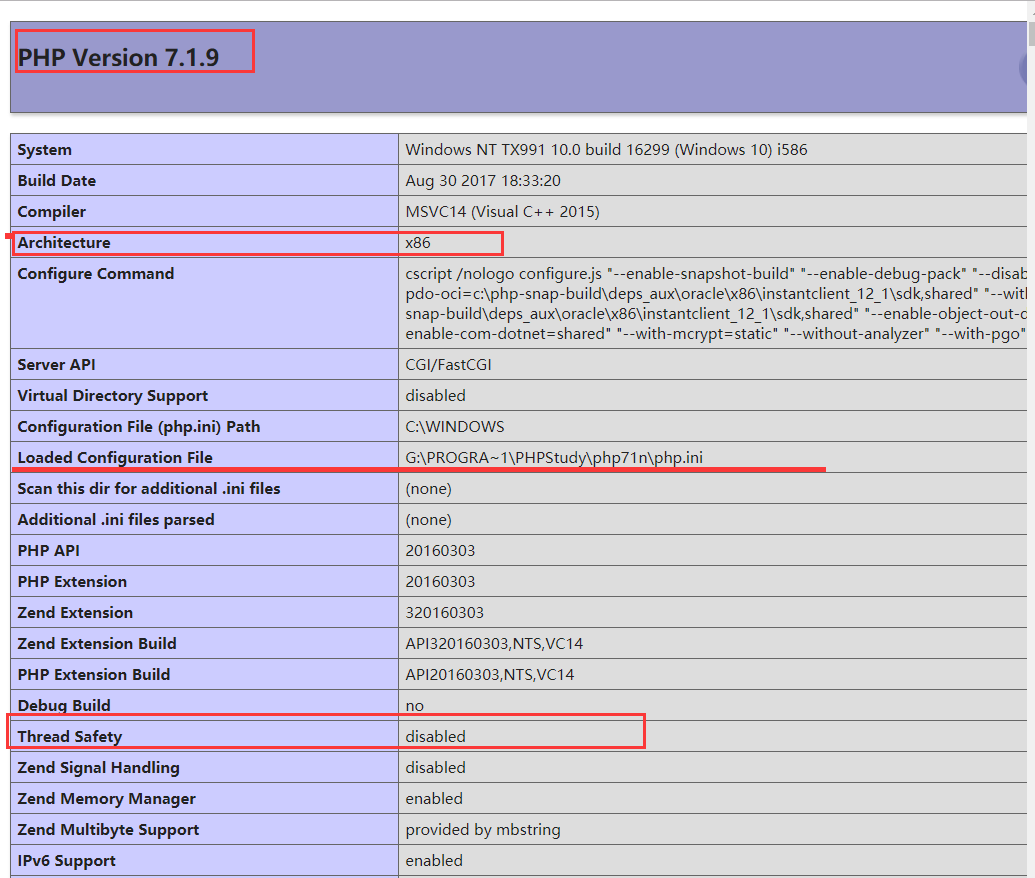 PHP Version 7.1.9
System Windows NT TX991 10.0 build 16299 (Windows 10) i586
Build Date Aug 30 2017 18:33:20
Compiler MSVC14 (Visual C++ 2015)
Architecture x86
Configure Command cscript /nologo configure.js "--enable-snapshot-build" "--enable-debug-pack" "--disab
pdo-oci=c:\php-snap-build\deps_aux\oracle\x86\instantclient_12_1\sdk,shared" "--with
snap-build\deps_aux\oracle\x86\instantclient_12_1\sdk,shared" "--enable-object-out-d
enable-com-dotnet=shared" "--with-mcrypt=static" "--without-analyzer" "--with-pgo"
Server API CGI/FastCGI
Virtual Directory Support disabled
Configuration File (php.ini) Path C:\WINDOWS
Loaded Configuration File G:\PROGRA~1\PHPStudy\php71n\php.ini
Scan this dir for additional .ini files (none)
Additional .ini files parsed (none)
PHP API 20160303
PHP Extension 20160303
Zend Extension 320160303
Zend Extension Build API320160303,NTS,VC14
PHP Extension Build API20160303,NTS,VC14
Debug Build no
Thread Safety disabled
Zend Signal Handling disabled
Zend Memory Manager enabled
Zend Multibyte Support provided by mbstring
IPv6 Support enabled